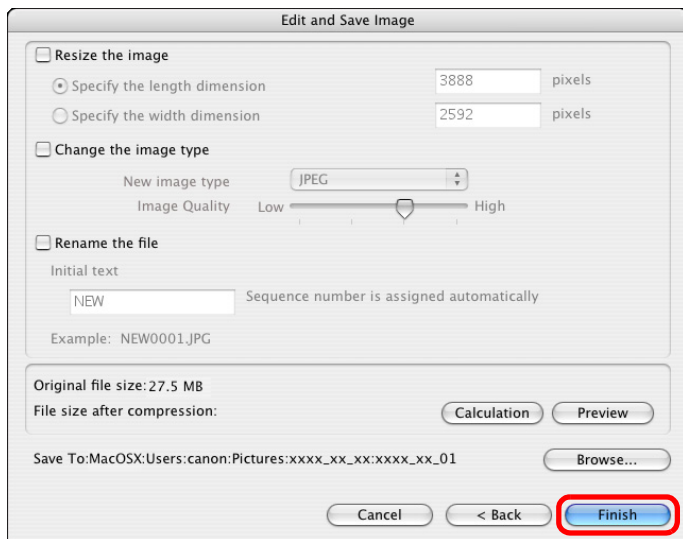 Edit and Save Image
Resize the image
Specify the length dimension 3888 pixels
Specify the width dimension 2592 pixels
Change the image type
New image type JPEG
Image Quality Low High
Rename the file
Initial text
NEW Sequence number is assigned automatically
Example: NEW0001.JPG
Original file size: 27.5 MB
File size after compression: Calculation Preview
Save To:MacOSX:Users:canon:Pictures:xxxx_xx_xx:xxxx_xx_01 Browse...
Cancel < Back Finish